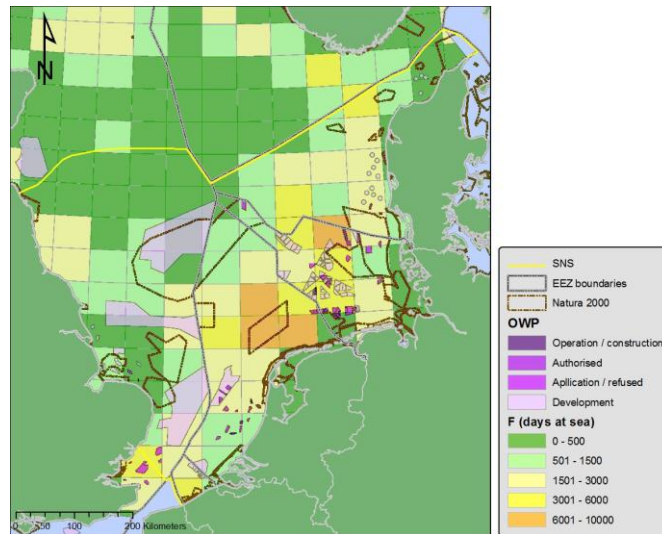 N
0 50 100 200 Kilometers
SNS
EEZ boundaries
Natura 2000
OWP
Operation / construction
Authorised
Apllication / refused
Development
F (days at sea)
0 - 500
501 - 1500
1501 - 3000
3001 - 6000
6001 - 10000